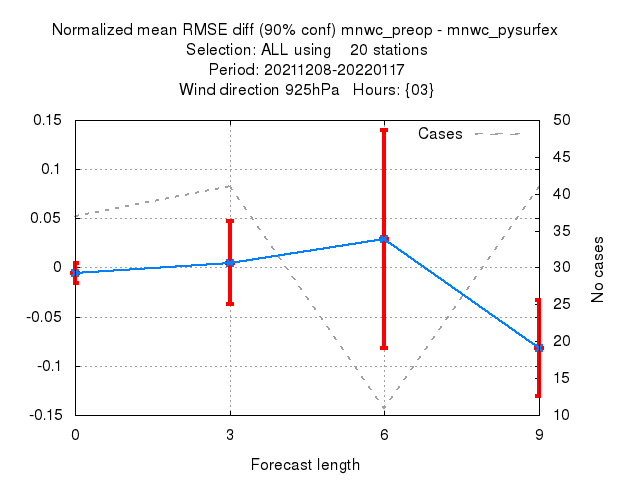 Normalized mean RMSE diff (90% conf) mnwc_preop - mnwc_pysurfex
Selection: ALL using    20 stations
Period: 20211208-20220117
Wind direction 925hPa   Hours: {03}
0.15
0.1
0.05
0
-0.05
-0.1
-0.15
Cases
50
45
40
35
30
25
20
15
10
No cases
0 3 6 9
Forecast length